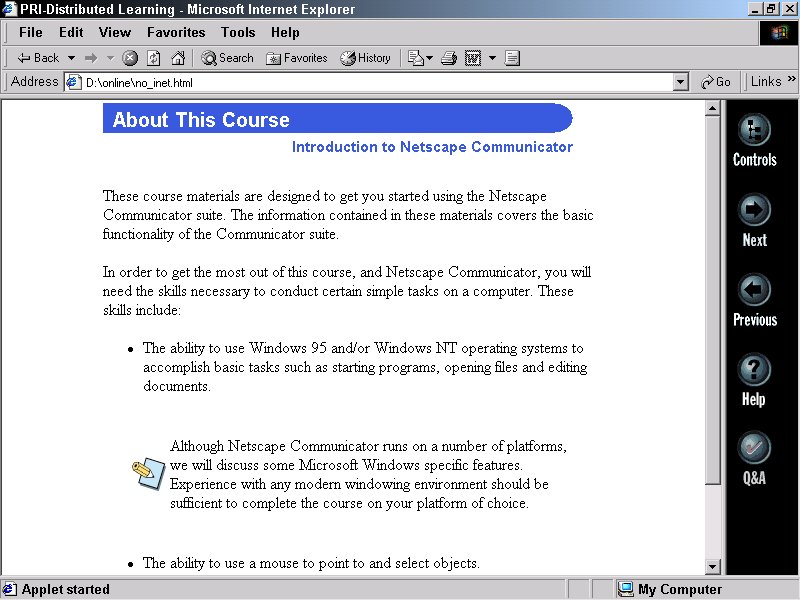 PRI-Distributed Learning - Microsoft Internet Explorer
File Edit View Favorites Tools Help
Back Search Favorites History
Address D:\online\no_inet.html Go Links »
About This Course
Introduction to Netscape Communicator
These course materials are designed to get you started using the Netscape
Communicator suite. The information contained in these materials covers the basic
functionality of the Communicator suite.
In order to get the most out of this course, and Netscape Communicator, you will
need the skills necessary to conduct certain simple tasks on a computer. These
skills include:
• The ability to use Windows 95 and/or Windows NT operating systems to
accomplish basic tasks such as starting programs, opening files and editing
documents.
Although Netscape Communicator runs on a number of platforms,
we will discuss some Microsoft Windows specific features.
Experience with any modern windowing environment should be
sufficient to complete the course on your platform of choice.
• The ability to use a mouse to point to and select objects.
Controls
Next
Previous
Help
Q&A
Applet started
My Computer